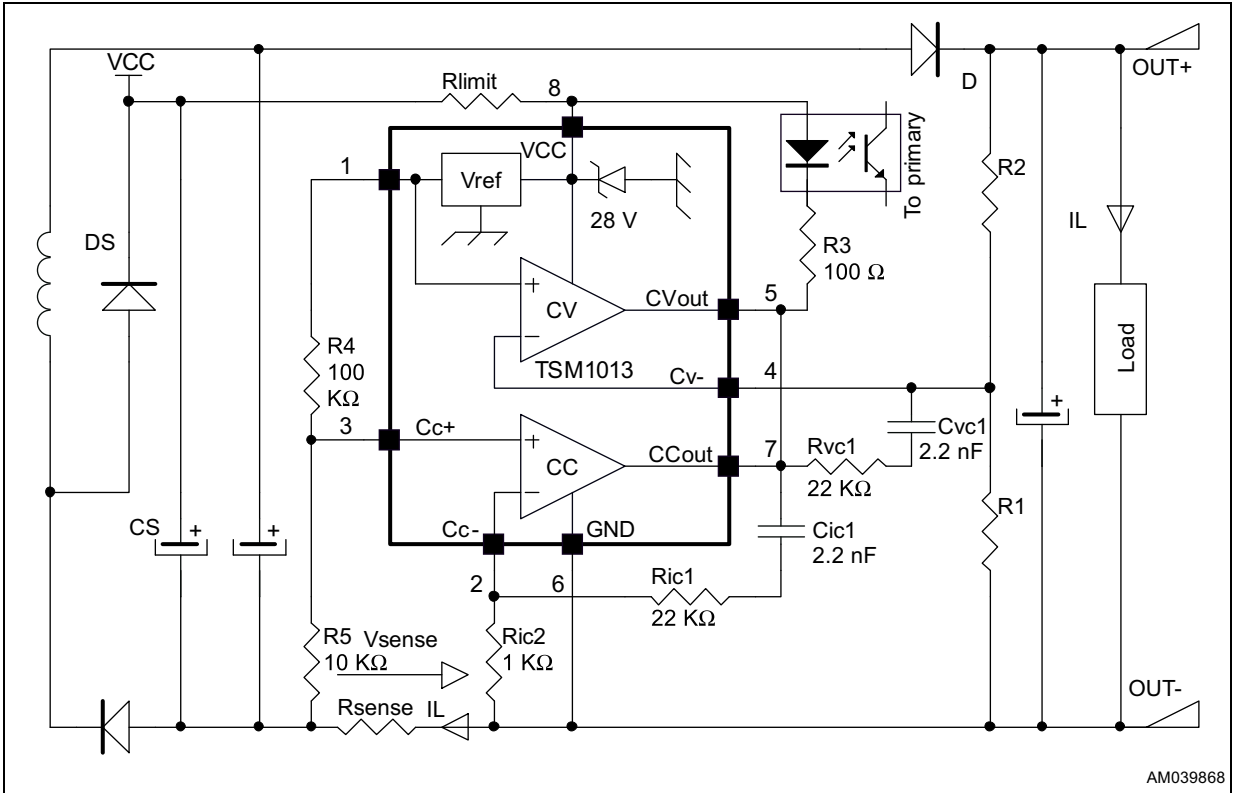 VCC
Rlimit
8
D
OUT+
1
Vref
VCC
28 V
To primary
R2
IL
DS
R3
100 Ω
CV
CVout
5
+
−
R4
100
KΩ
TSM1013
Cv-
4
Load
3
Cc+
+
−
CC
CCout
7
Rvc1
22 KΩ
Cvc1
2.2 nF
+
CS
+
+
Cc-
GND
Cic1
2.2 nF
R1
2
6
Ric1
22 KΩ
R5
10 KΩ
Vsense
Ric2
1 KΩ
Rsense
IL
OUT-
AM039868